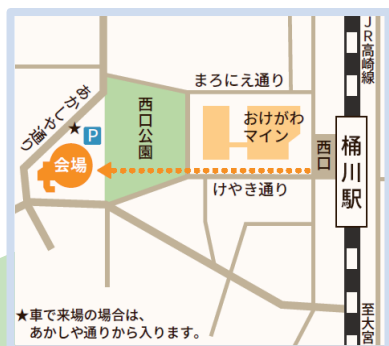 JR高崎線
まろにえ通り
あかしや通り
★
P
西口公園
おけがわ
マイン
西口
桶川駅
会場
けやき通り
★車で来場の場合は、
あかしや通りから入ります。
至大宮